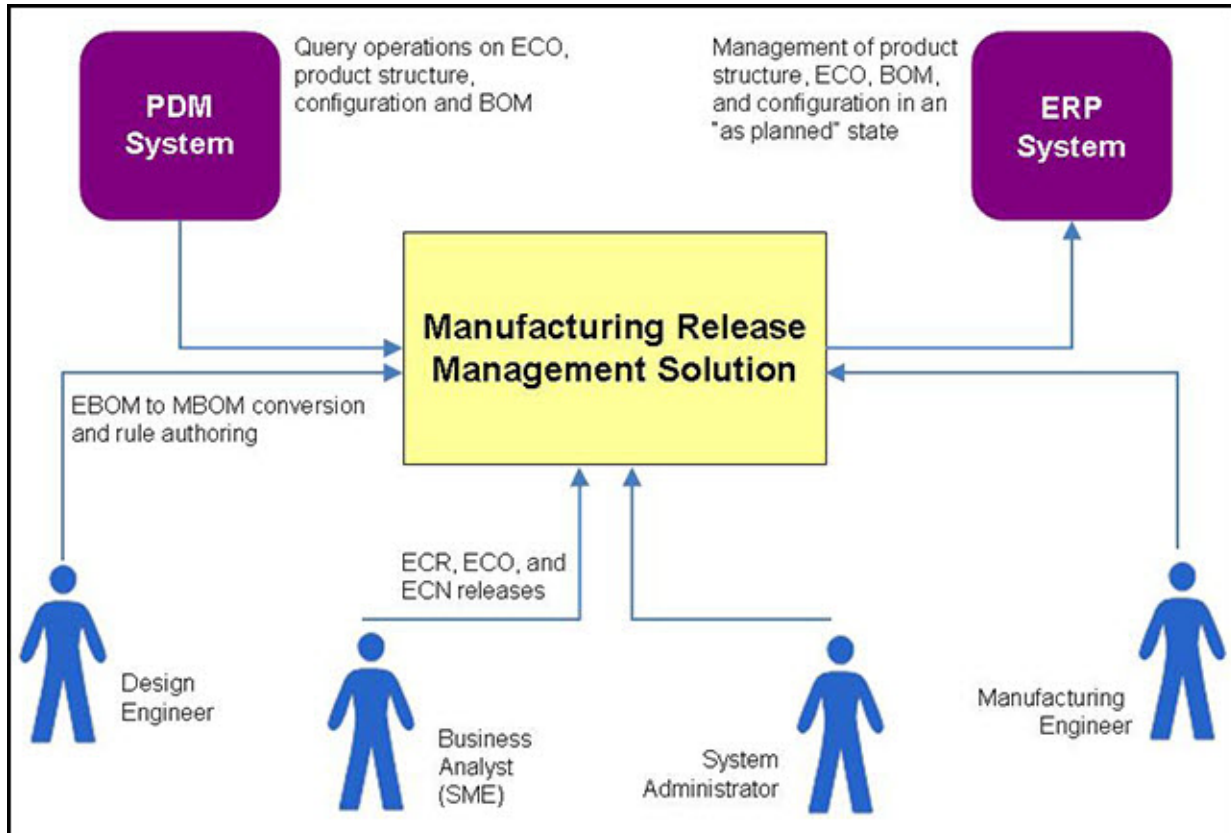 PDM
System
Query operations on ECO,
product structure,
configuration and BOM
Management of product
structure, ECO, BOM,
and configuration in an
"as planned" state
ERP
System
Manufacturing Release
Management Solution
EBOM to MBOM conversion
and rule authoring
ECR, ECO, and
ECN releases
Design
Engineer
Business
Analyst
(SME)
System
Administrator
Manufacturing
Engineer